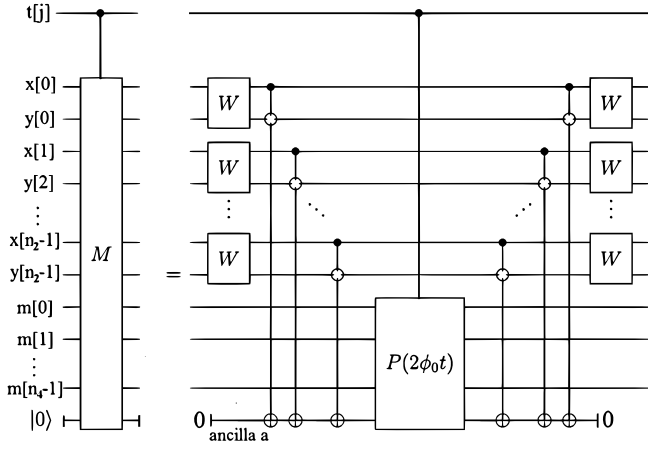 t[j]
x[0]
W
W
y[0]
x[1]
W
W
y[2]
x[n₂-1]
M
W
W
y[n₂-1]
=
m[0]
m[1]
P(2ϕ₀t)
m[n₄-1]
|0⟩
0
0
ancilla a